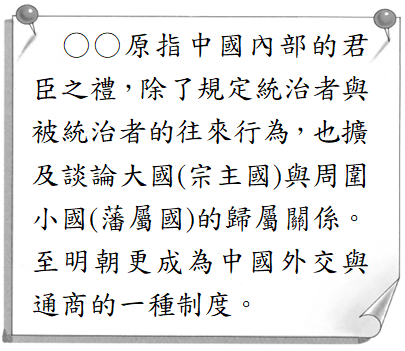 ○○原指中國內部的君
臣之禮，除了規定統治者與
被統治者的往來行為，也擴
及談論大國(宗主國)與周圍
小國(藩屬國)的歸屬關係。
至明朝更成為中國外交與
通商的一種制度。